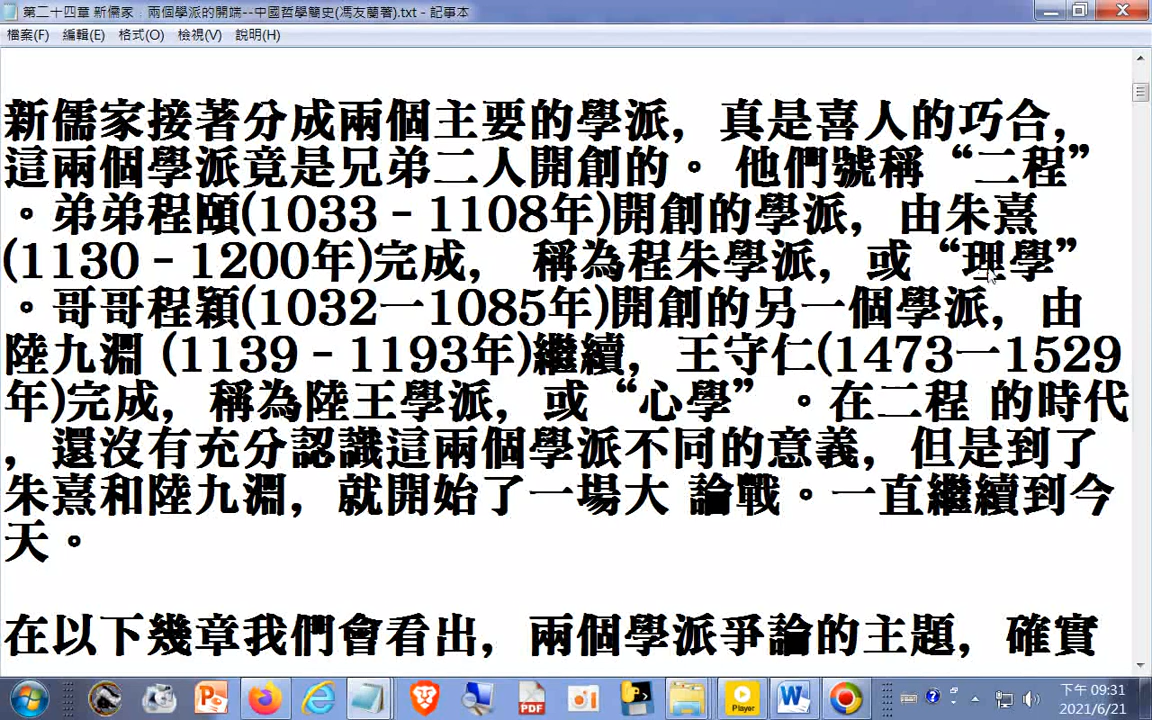 第二十四章 新儒家：兩個學派的開端--中國哲學簡史(馮友蘭著).txt - 記事本
檔案(F) 編輯(E) 格式(O) 檢視(V) 說明(H)
新儒家接著分成兩個主要的學派，真是喜人的巧合，
這兩個學派竟是兄弟二人開創的。 他們號稱“二程”
。弟弟程頤(1033－1108年)開創的學派，由朱熹
(1130－1200年)完成， 稱為程朱學派，或“理學”
。哥哥程顥(1032一1085年)開創的另一個學派，由
陸九淵 (1139－1193年)繼續，王守仁(1473一1529
年)完成，稱為陸王學派，或“心學”。在二程 的時代
，還沒有充分認識這兩個學派不同的意義，但是到了
朱熹和陸九淵，就開始了一場大 論戰。一直繼續到今
天。
在以下幾章我們會看出，兩個學派爭論的主題，確實
PDF
Player
下午 09:31
2021/6/21